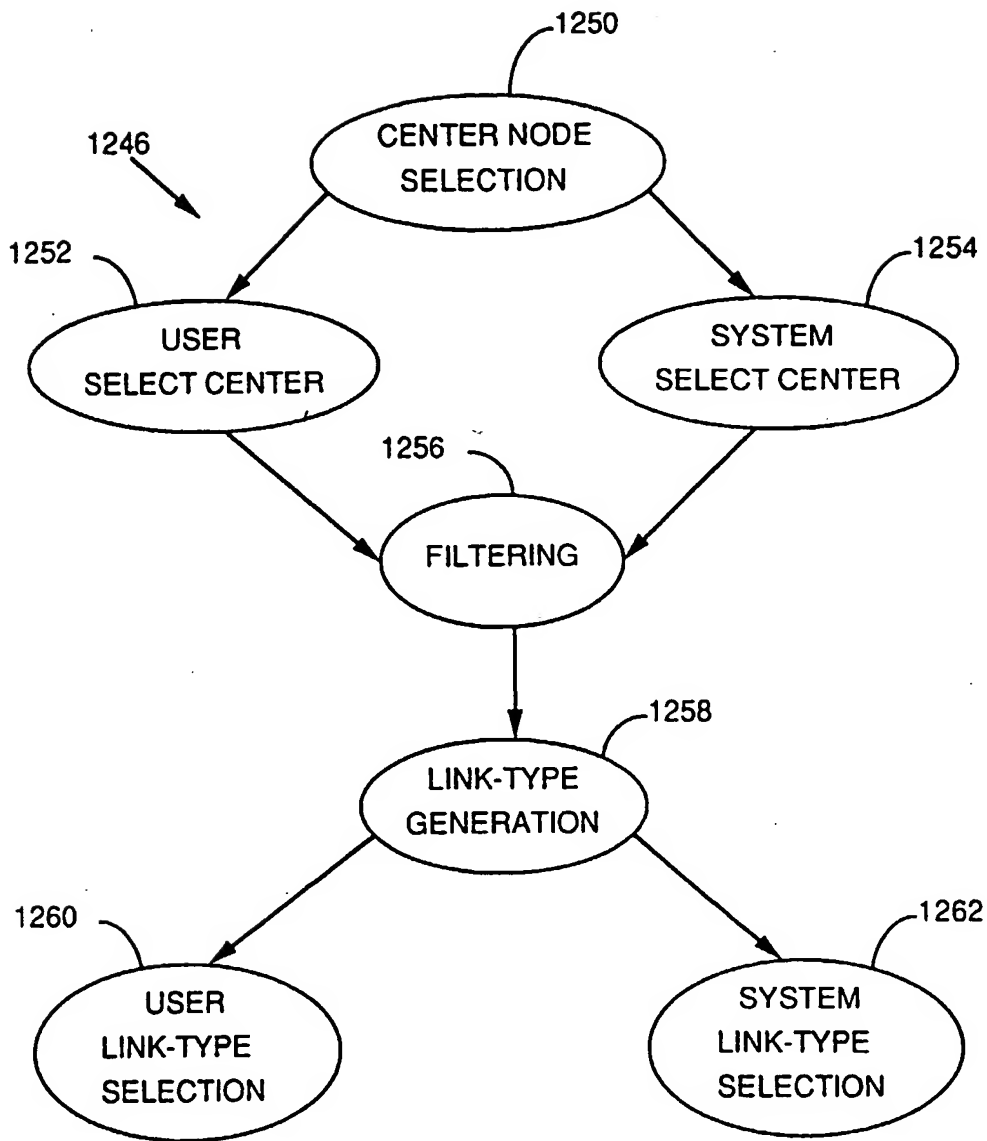 1250
CENTER NODE
SELECTION
1246
1252
1254
USER
SELECT CENTER
SYSTEM
SELECT CENTER
1256
FILTERING
1258
LINK-TYPE
GENERATION
1260
1262
USER
LINK-TYPE
SELECTION
SYSTEM
LINK-TYPE
SELECTION